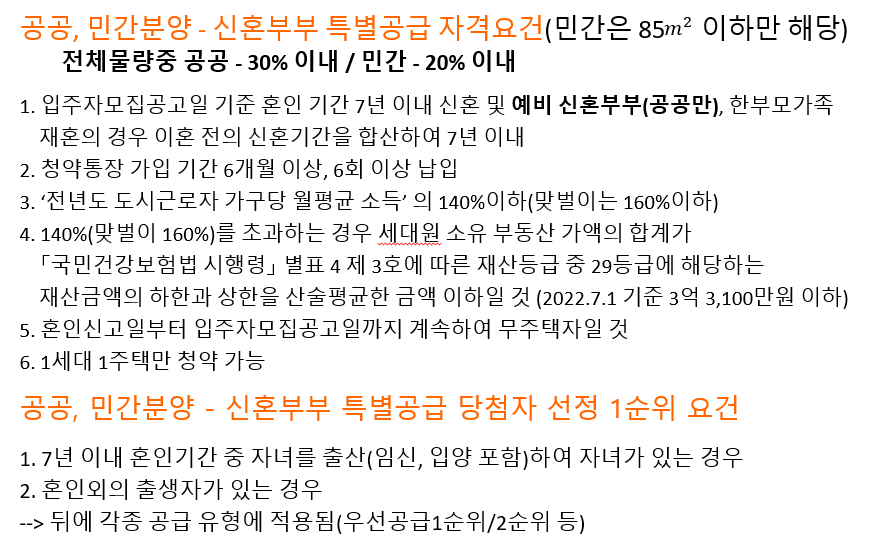 공공, 민간분양 - 신혼부부 특별공급 자격요건(민간은 85m² 이하만 해당)
전체물량중 공공 - 30% 이내 / 민간 - 20% 이내
1. 입주자모집공고일 기준 혼인 기간 7년 이내 신혼 및 예비 신혼부부(공공만), 한부모가족
재혼의 경우 이혼 전의 신혼기간을 합산하여 7년 이내
2. 청약통장 가입 기간 6개월 이상, 6회 이상 납입
3. ‘전년도 도시근로자 가구당 월평균 소득’ 의 140%이하(맞벌이는 160%이하)
4. 140%(맞벌이 160%)를 초과하는 경우 세대원 소유 부동산 가액의 합계가
「국민건강보험법 시행령」 별표 4 제 3호에 따른 재산등급 중 29등급에 해당하는
재산금액의 하한과 상한을 산술평균한 금액 이하일 것 (2022.7.1 기준 3억 3,100만원 이하)
5. 혼인신고일부터 입주자모집공고일까지 계속하여 무주택자일 것
6. 1세대 1주택만 청약 가능
공공, 민간분양 - 신혼부부 특별공급 당첨자 선정 1순위 요건
1. 7년 이내 혼인기간 중 자녀를 출산(임신, 입양 포함)하여 자녀가 있는 경우
2. 혼인외의 출생자가 있는 경우
--> 뒤에 각종 공급 유형에 적용됨(우선공급1순위/2순위 등)